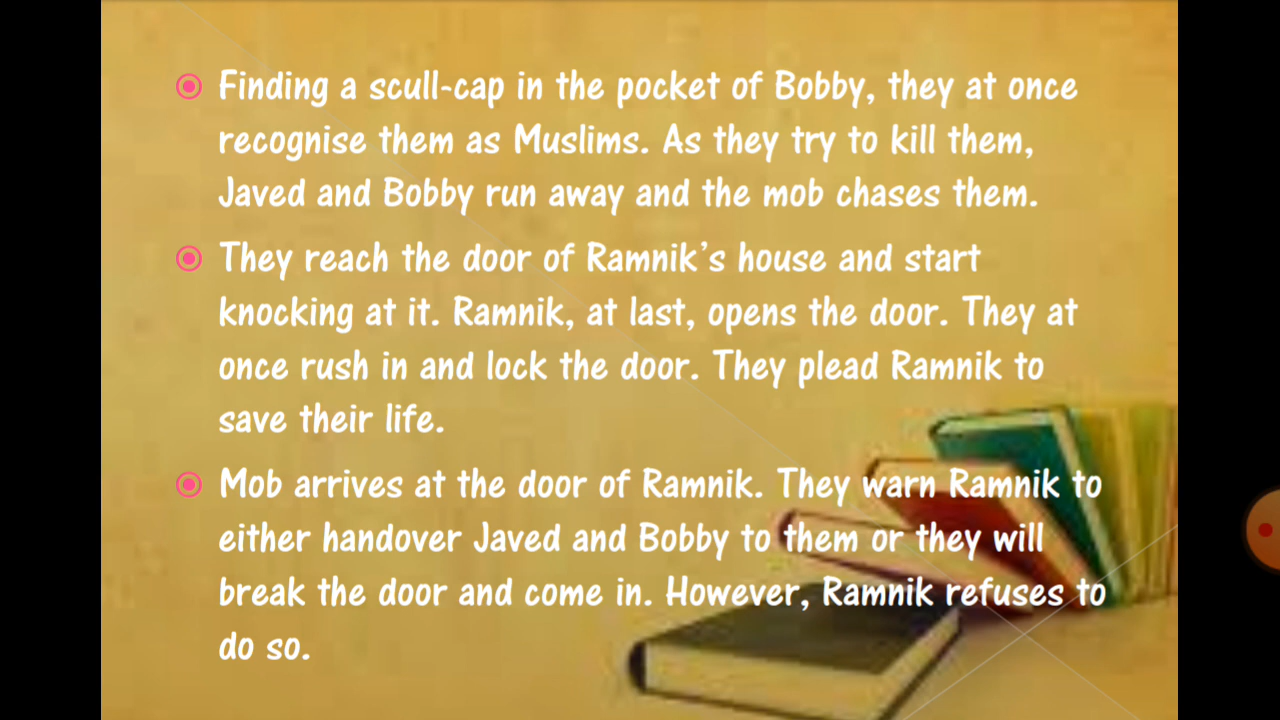 Finding a scull-cap in the pocket of Bobby, they at once
recognise them as Muslims. As they try to kill them,
Javed and Bobby run away and the mob chases them.
They reach the door of Ramnik’s house and start
knocking at it. Ramnik, at last, opens the door. They at
once rush in and lock the door. They plead Ramnik to
save their life.
Mob arrives at the door of Ramnik. They warn Ramnik to
either handover Javed and Bobby to them or they will
break the door and come in. However, Ramnik refuses to
do so.